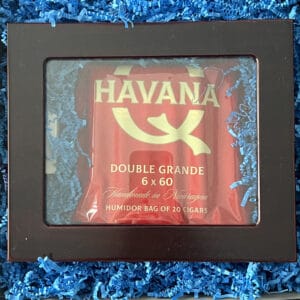 HAVANA
Q
DOUBLE GRANDE
6 x 60
Handmade in Nicaragua
HUMIDOR BAG OF 20 CIGARS